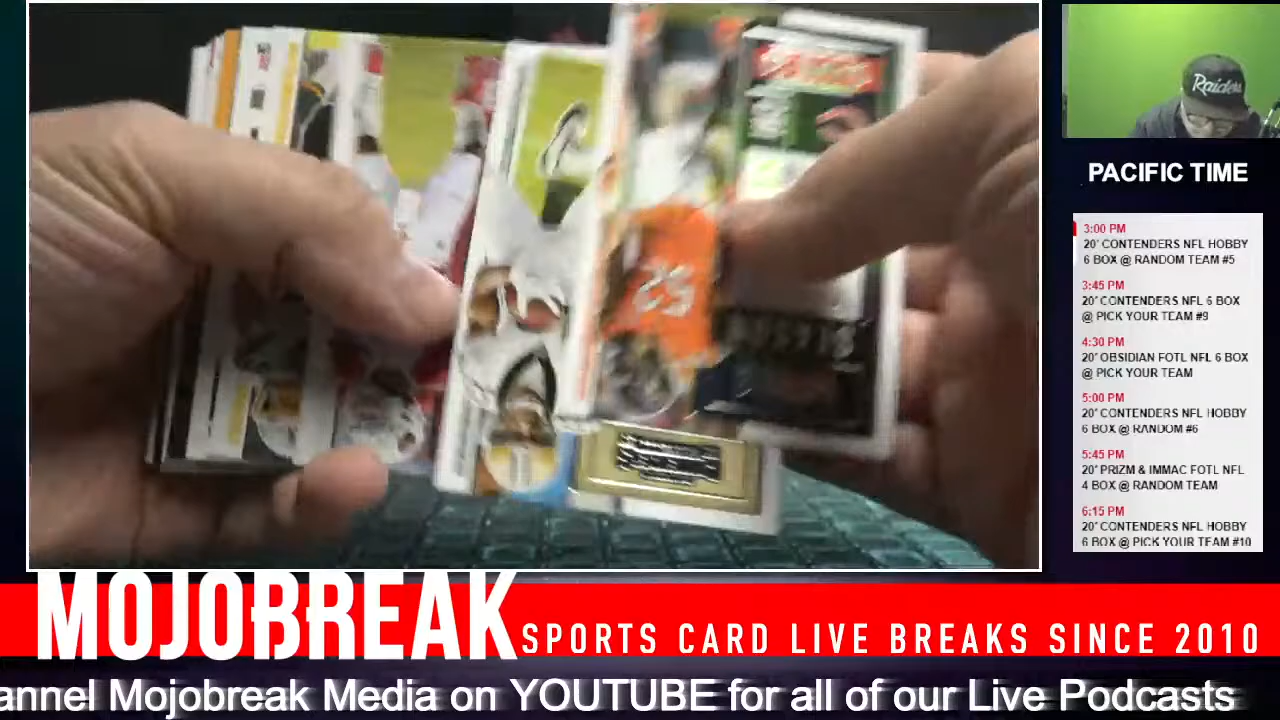 Raiders
PACIFIC TIME
3:00 PM
20' CONTENDERS NFL HOBBY
6 BOX @ RANDOM TEAM #5
3:45 PM
20' CONTENDERS NFL 6 BOX
@ PICK YOUR TEAM #9
4:30 PM
20' OBSIDIAN FOTL NFL 6 BOX
@ PICK YOUR TEAM
5:00 PM
20' CONTENDERS NFL HOBBY
6 BOX @ RANDOM #6
5:45 PM
20' PRIZM & IMMAC FOTL NFL
4 BOX @ RANDOM TEAM
6:15 PM
20' CONTENDERS NFL HOBBY
6 BOX @ PICK YOUR TEAM #10
25
MOJOBREAK
SPORTS CARD LIVE BREAKS SINCE 2010
annel Mojobreak Media on YOUTUBE for all of our Live Podcasts